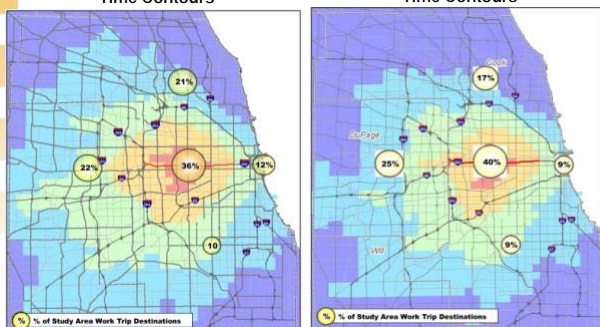 Time Contours
21%
22%
36%
12%
10
% % of Study Area Work Trip Destinations
Time Contours
Cook
17%
DuPage
25%
40%
9%
9%
Will
% % of Study Area Work Trip Destinations